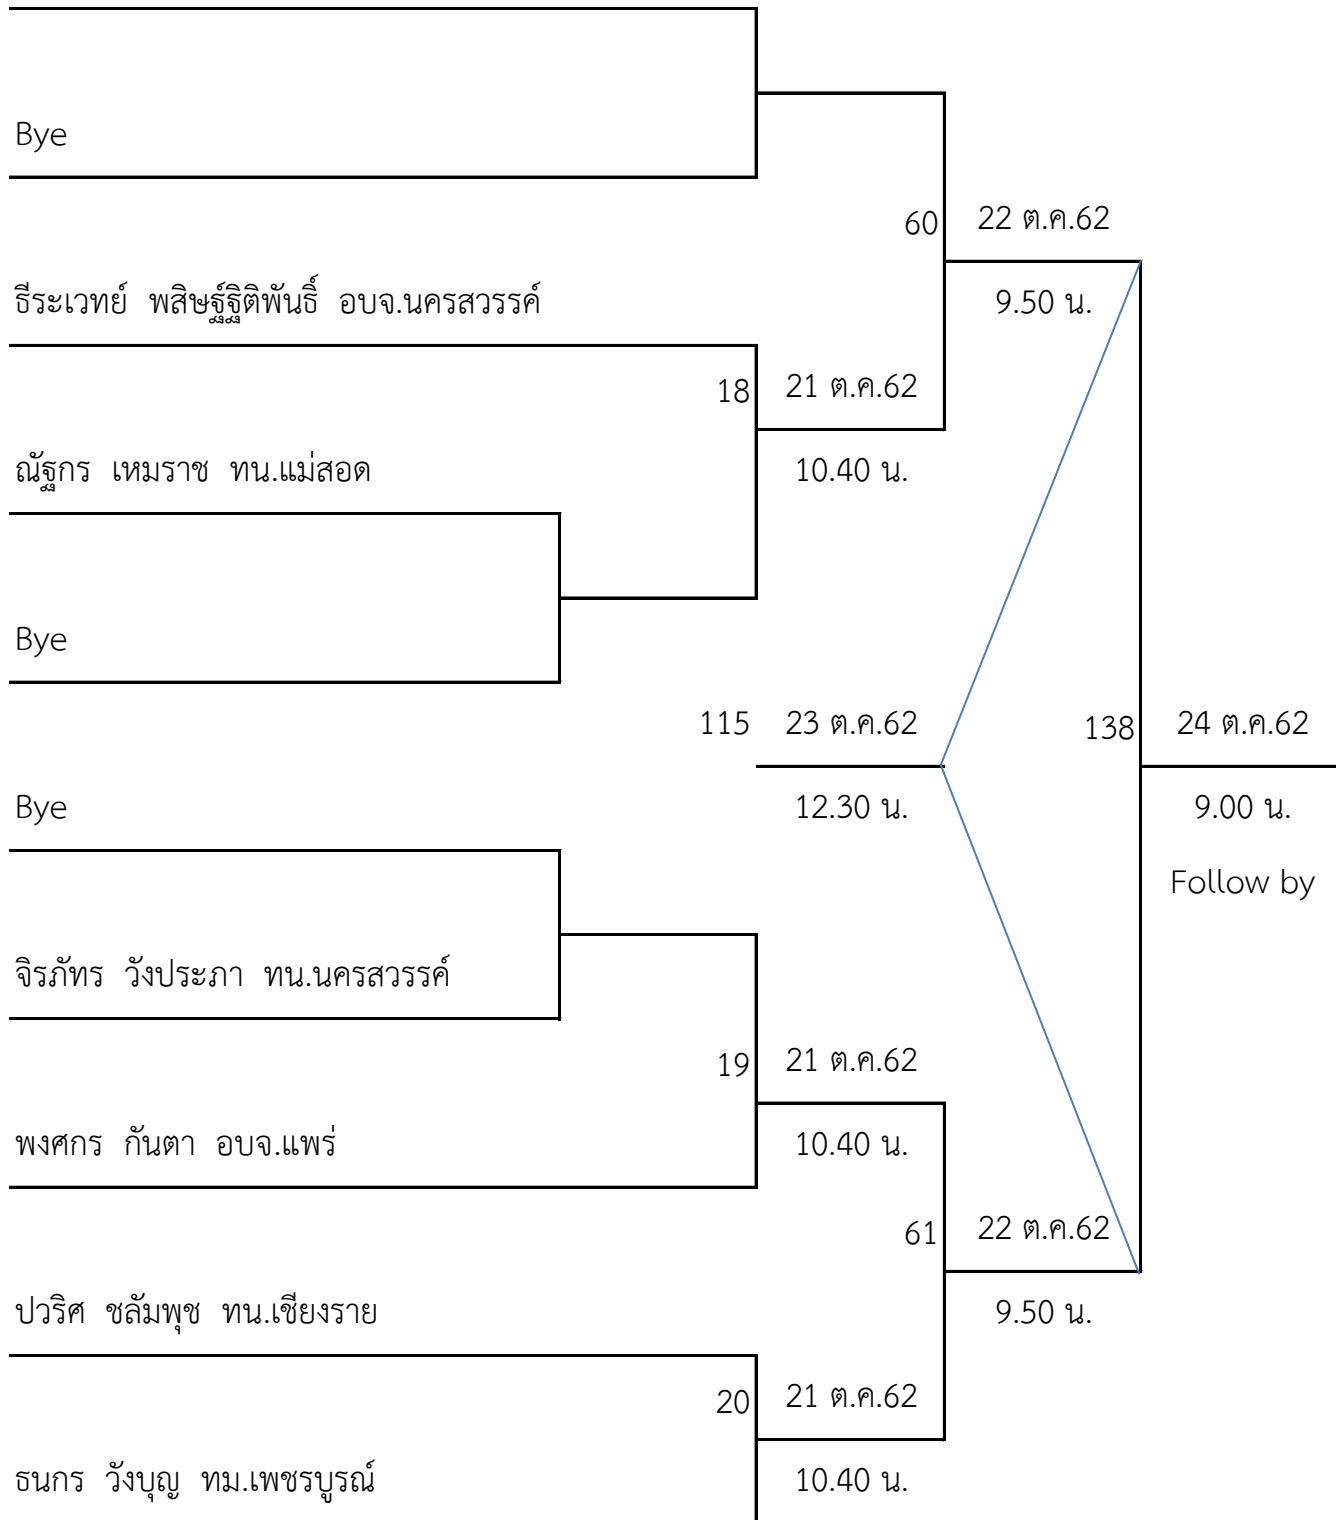 Bye
60 22 ต.ค.62
ธีระเวทย์ พสิษฐ์ฐิติพันธิ์ อบจ.นครสวรรค์ 9.50 น.
18 21 ต.ค.62
ณัฐกร เหมราช ทน.แม่สอด 10.40 น.
Bye
115 23 ต.ค.62 138 24 ต.ค.62
Bye 12.30 น. 9.00 น.
Follow by
จิรภัทร วังประภา ทน.นครสวรรค์
19 21 ต.ค.62
พงศกร กันตา อบจ.แพร่ 10.40 น.
61 22 ต.ค.62
ปวริศ ชลัมพุช ทน.เชียงราย 9.50 น.
20 21 ต.ค.62
ธนกร วังบุญ ทม.เพชรบูรณ์ 10.40 น.